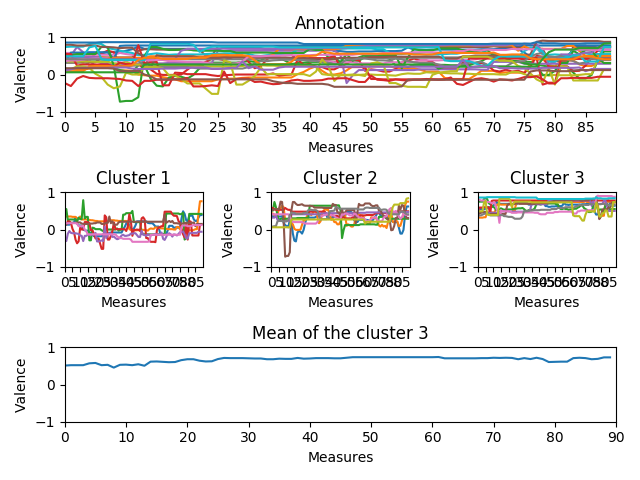 Annotation
Valence
1
0
−1
0 5 10 15 20 25 30 35 40 45 50 55 60 65 70 75 80 85
Measures
Cluster 1 Cluster 2 Cluster 3
Valence Valence Valence
1 1 1
0 0 0
−1 −1 −1
Measures Measures Measures
Mean of the cluster 3
Valence
1
0
−1
0 10 20 30 40 50 60 70 80 90
Measures